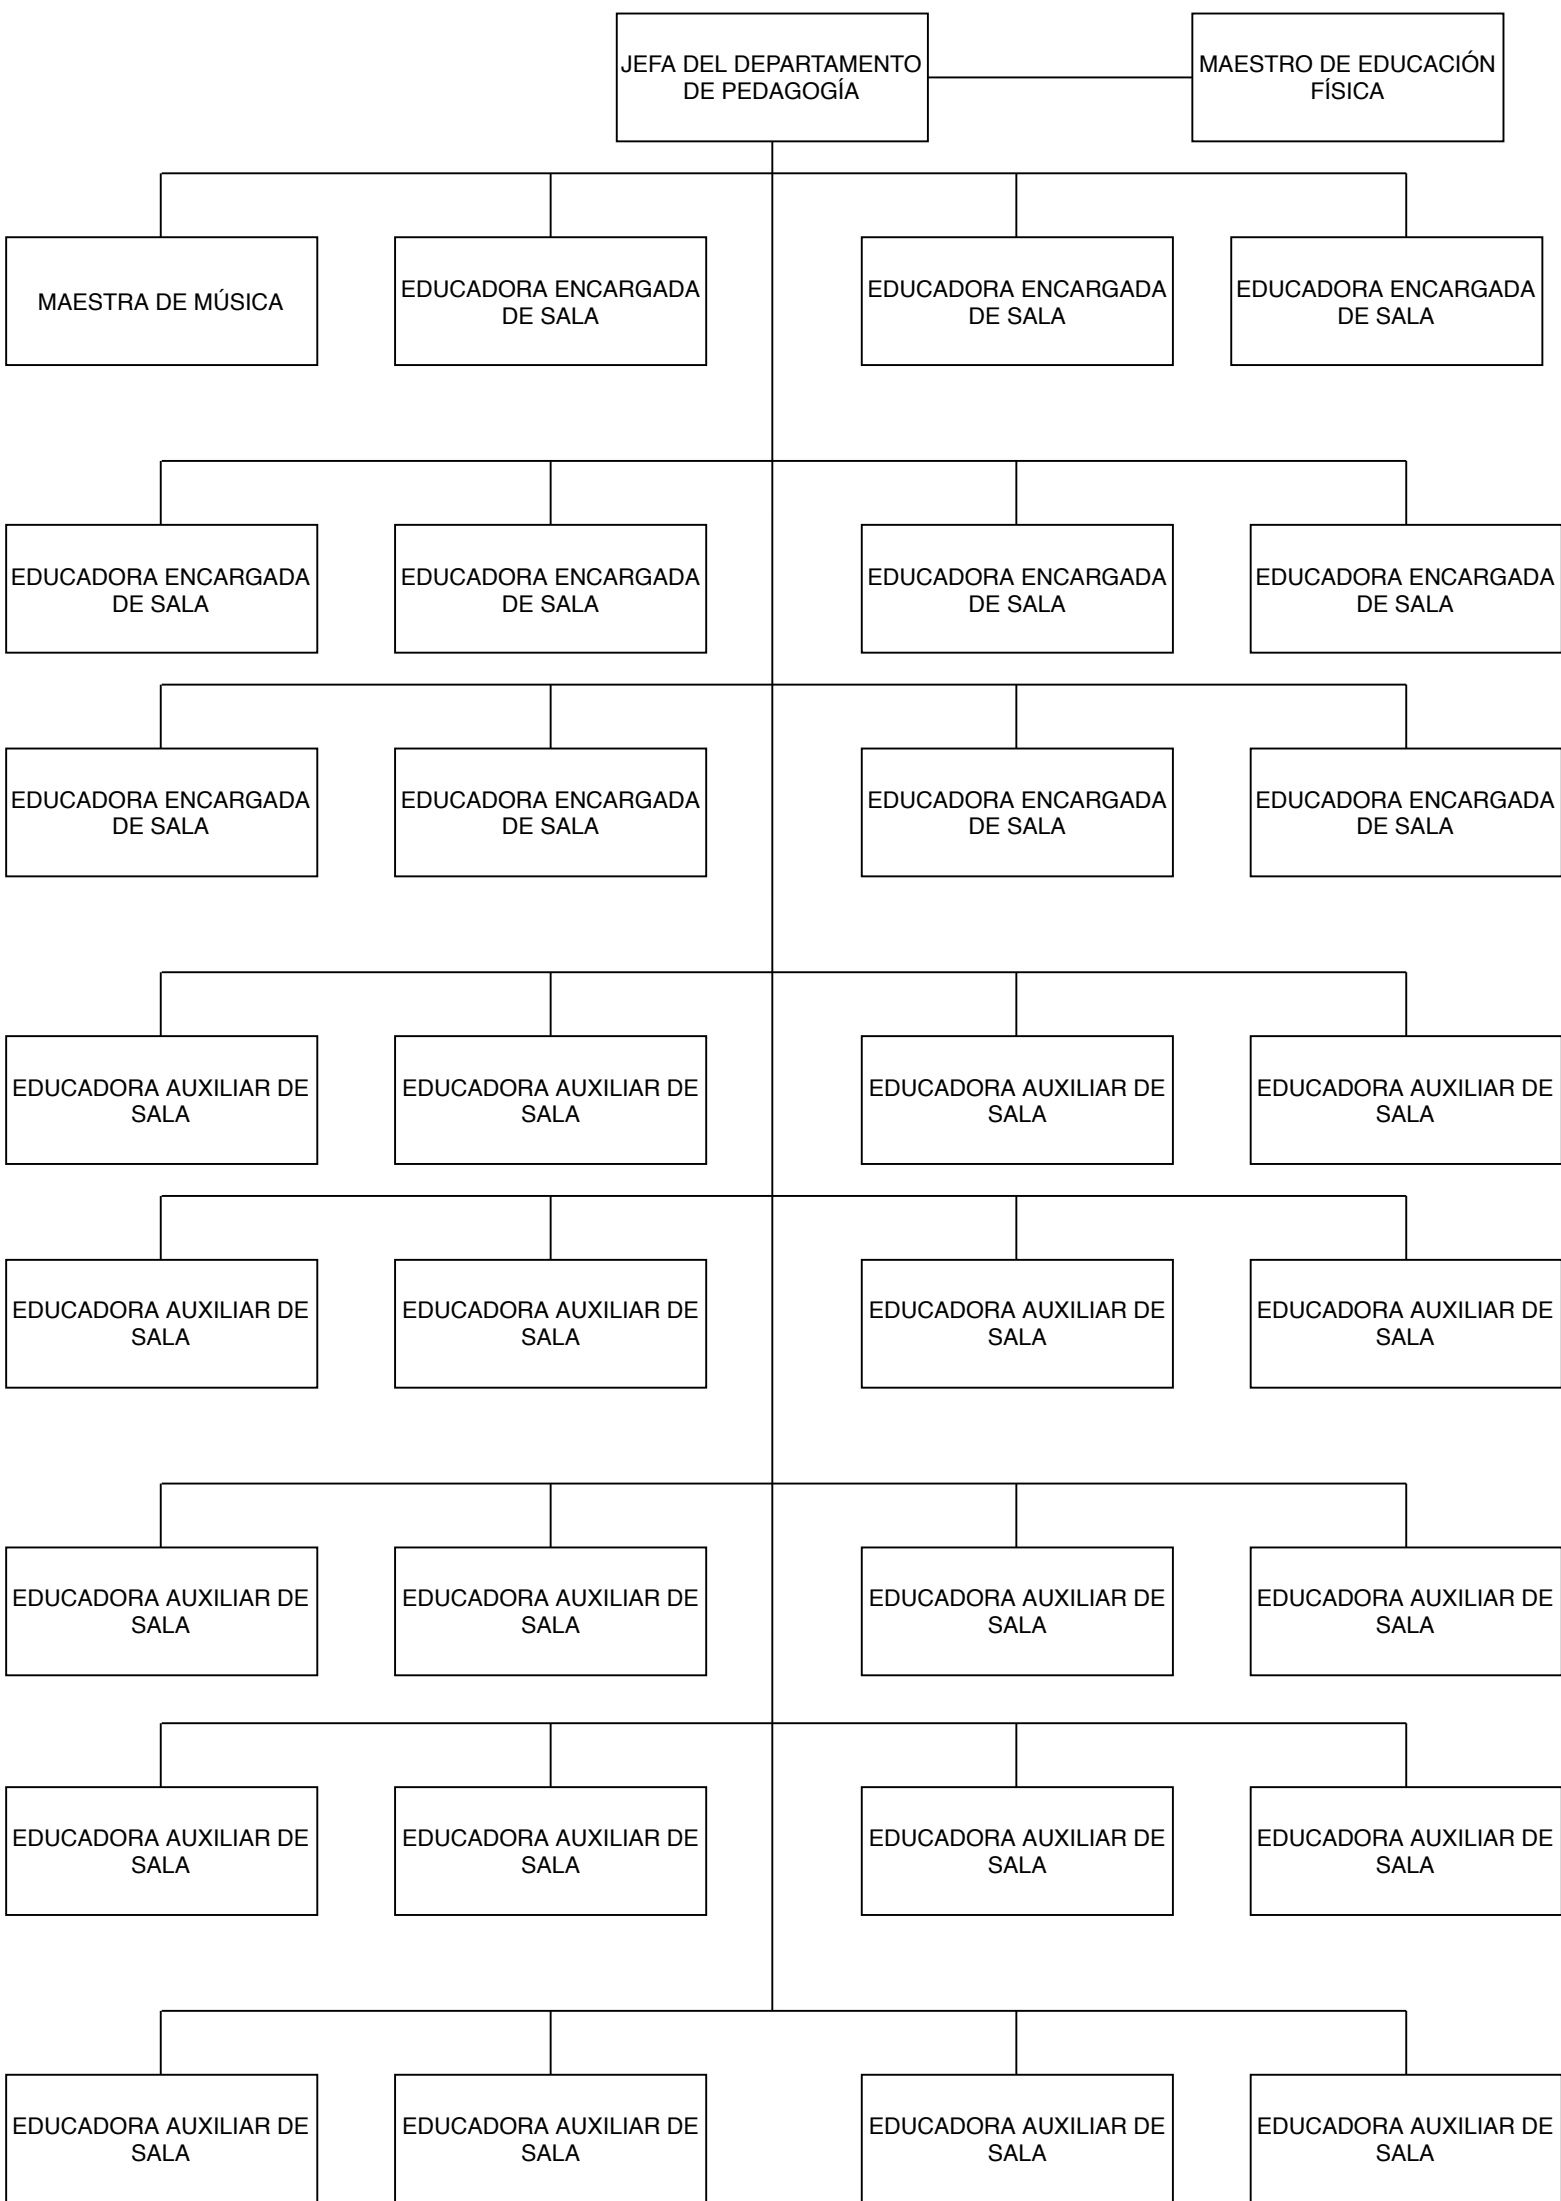 JEFA DEL DEPARTAMENTO
DE PEDAGOGÍA
MAESTRO DE EDUCACIÓN
FÍSICA
MAESTRA DE MÚSICA
EDUCADORA ENCARGADA
DE SALA
EDUCADORA ENCARGADA
DE SALA
EDUCADORA ENCARGADA
DE SALA
EDUCADORA ENCARGADA
DE SALA
EDUCADORA ENCARGADA
DE SALA
EDUCADORA ENCARGADA
DE SALA
EDUCADORA ENCARGADA
DE SALA
EDUCADORA ENCARGADA
DE SALA
EDUCADORA ENCARGADA
DE SALA
EDUCADORA ENCARGADA
DE SALA
EDUCADORA ENCARGADA
DE SALA
EDUCADORA AUXILIAR DE
SALA
EDUCADORA AUXILIAR DE
SALA
EDUCADORA AUXILIAR DE
SALA
EDUCADORA AUXILIAR DE
SALA
EDUCADORA AUXILIAR DE
SALA
EDUCADORA AUXILIAR DE
SALA
EDUCADORA AUXILIAR DE
SALA
EDUCADORA AUXILIAR DE
SALA
EDUCADORA AUXILIAR DE
SALA
EDUCADORA AUXILIAR DE
SALA
EDUCADORA AUXILIAR DE
SALA
EDUCADORA AUXILIAR DE
SALA
EDUCADORA AUXILIAR DE
SALA
EDUCADORA AUXILIAR DE
SALA
EDUCADORA AUXILIAR DE
SALA
EDUCADORA AUXILIAR DE
SALA
EDUCADORA AUXILIAR DE
SALA
EDUCADORA AUXILIAR DE
SALA
EDUCADORA AUXILIAR DE
SALA
EDUCADORA AUXILIAR DE
SALA